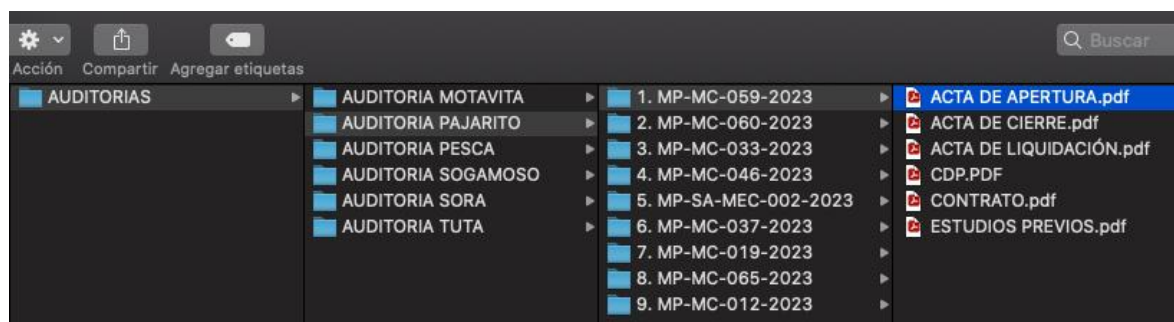 Buscar
Acción Compartir Agregar etiquetas
AUDITORIAS
AUDITORIA MOTAVITA
AUDITORIA PAJARITO
AUDITORIA PESCA
AUDITORIA SOGAMOSO
AUDITORIA SORA
AUDITORIA TUTA
1. MP-MC-059-2023
2. MP-MC-060-2023
3. MP-MC-033-2023
4. MP-MC-046-2023
5. MP-SA-MEC-002-2023
6. MP-MC-037-2023
7. MP-MC-019-2023
8. MP-MC-065-2023
9. MP-MC-012-2023
ACTA DE APERTURA.pdf
ACTA DE CIERRE.pdf
ACTA DE LIQUIDACIÓN.pdf
CDP.PDF
CONTRATO.pdf
ESTUDIOS PREVIOS.pdf